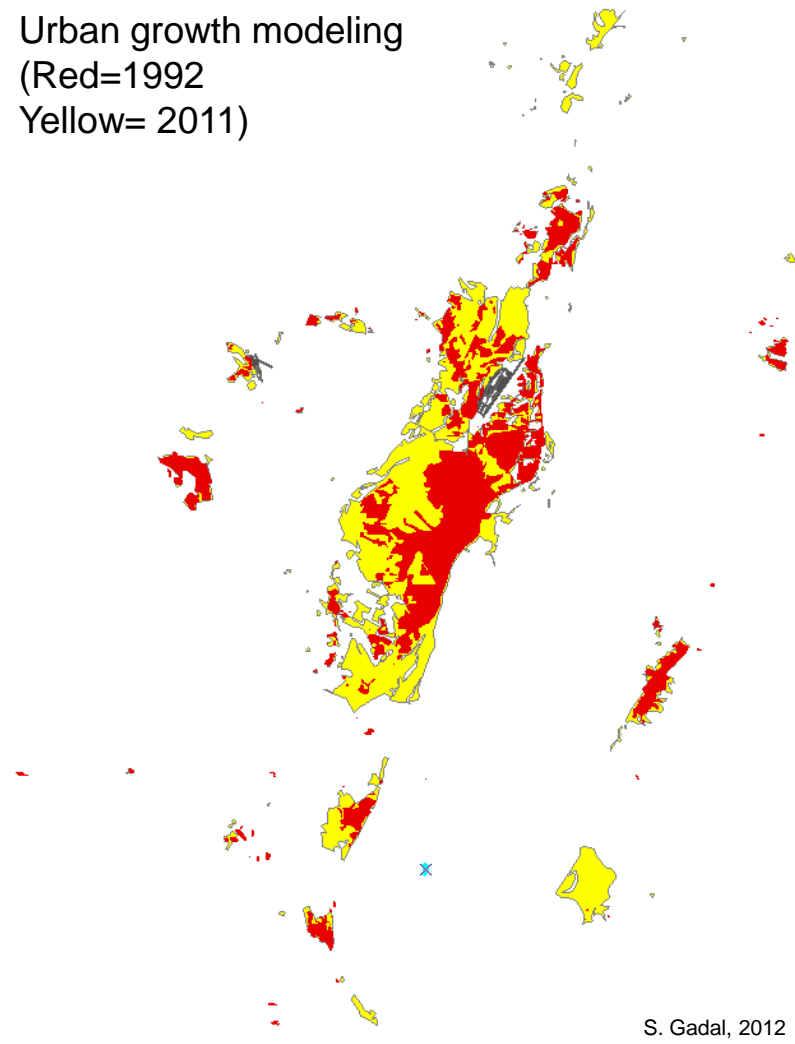 Urban growth modeling
(Red=1992
Yellow= 2011)
S. Gadal, 2012